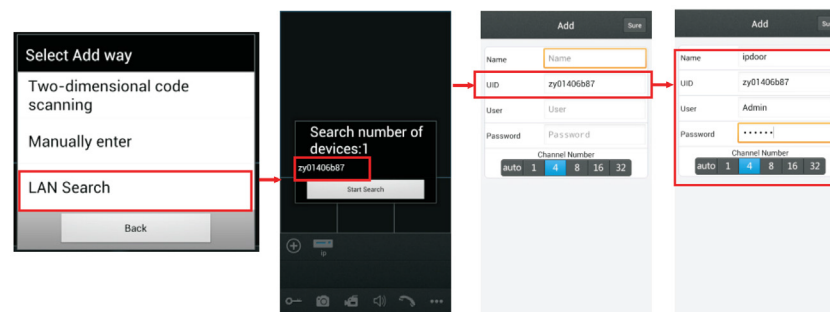 Select Add way
Two-dimensional code
scanning
Manually enter
LAN Search
Back
Search number of
devices:1
zy01406b87
Start Search
ip
Add
Sure
Name
Name
UID
zy01406b87
User
User
Password
Password
Channel Number
auto 1 4 8 16 32
Add
Name
ipdoor
UID
zy01406b87
User
Admin
Password
······
Channel Number
auto 1 4 8 16 32